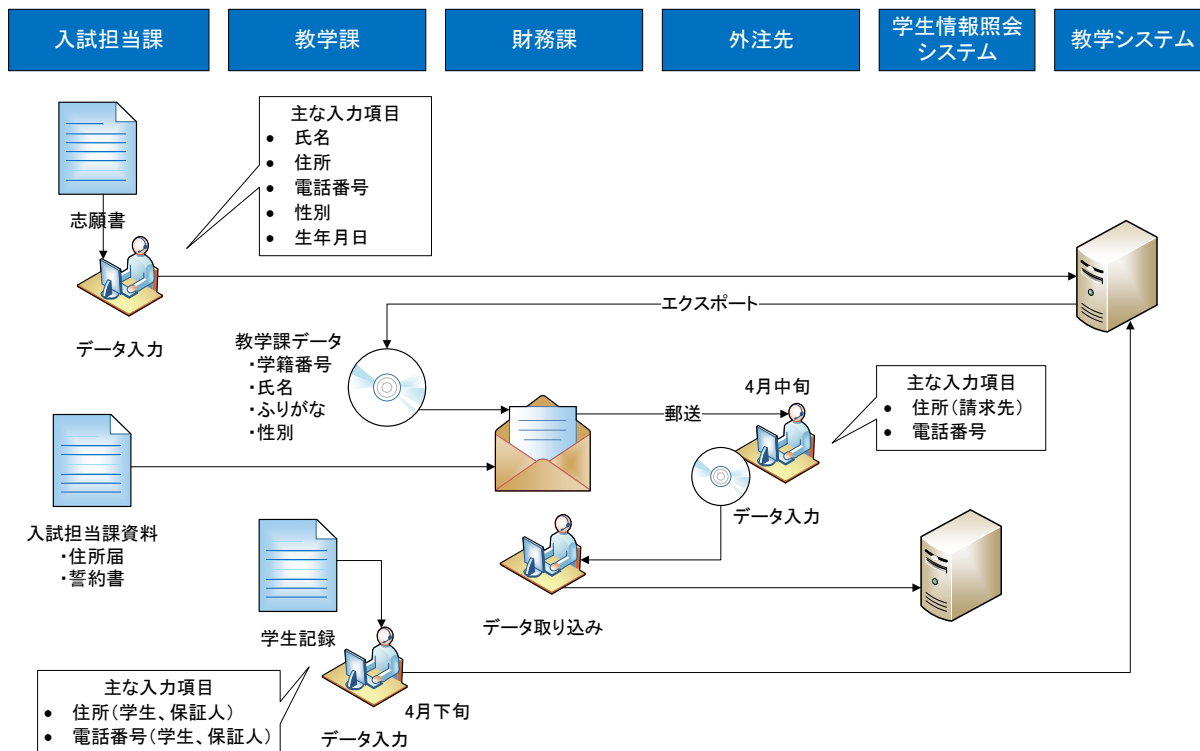 入試担当課
教学課
財務課
外注先
学生情報照会
システム
教学システム
主な入力項目
● 氏名
● 住所
● 電話番号
● 性別
● 生年月日
志願書
データ入力
エクスポート
教学課データ
・学籍番号
・氏名
・ふりがな
・性別
郵送
4月中旬
主な入力項目
● 住所(請求先)
● 電話番号
データ入力
入試担当課資料
・住所届
・誓約書
学生記録
データ取り込み
主な入力項目
● 住所(学生、保証人)
● 電話番号(学生、保証人)
4月下旬
データ入力